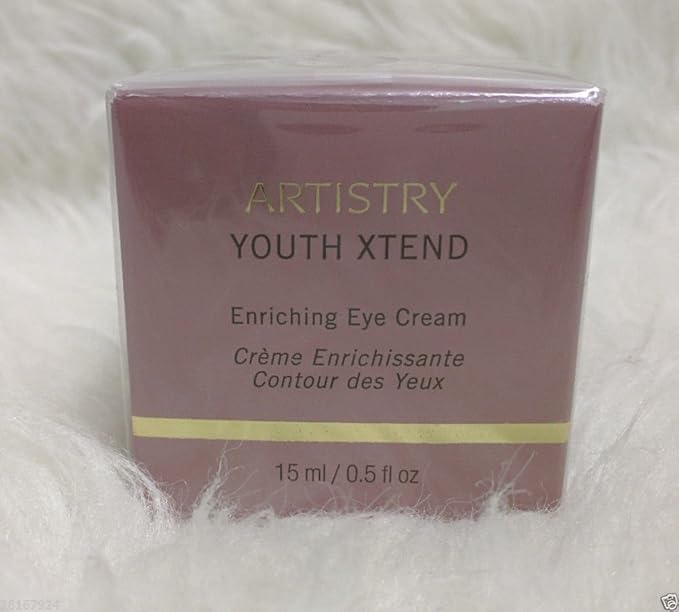 ARTISTRY
YOUTH XTEND
Enriching Eye Cream
Crème Enrichissante
Contour des Yeux
15 ml / 0.5 fl oz